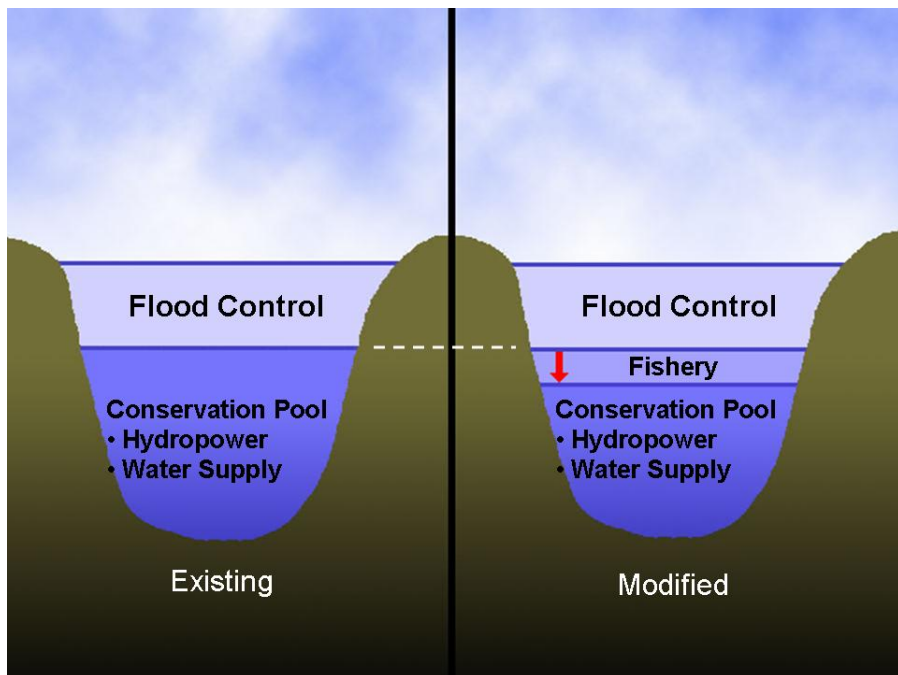 Flood Control
Conservation Pool
• Hydropower
• Water Supply
Existing
Flood Control
Fishery
Conservation Pool
• Hydropower
• Water Supply
Modified